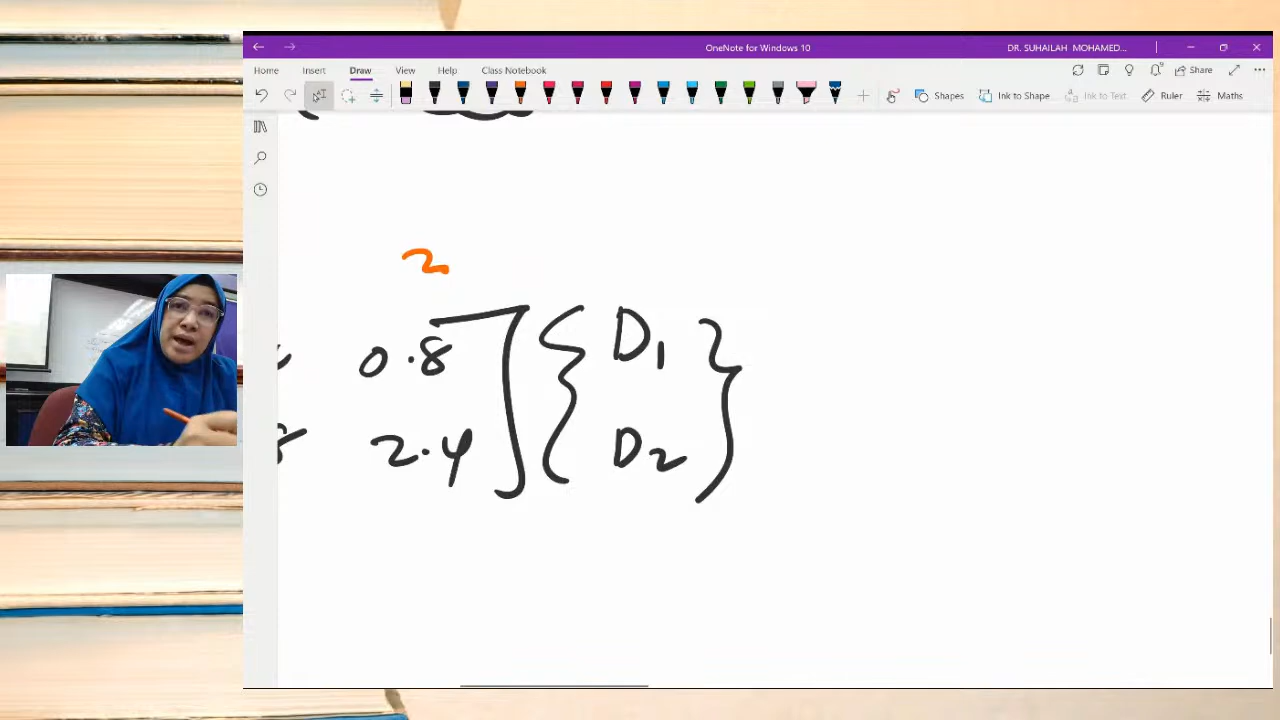 OneNote for Windows 10 DR. SUHAILAH MOHAMED...
Home Insert Draw View Help Class Notebook Share
Shapes Ink to Shape Ink to Text Ruler Maths
2
0.8 D1
2.4 D2